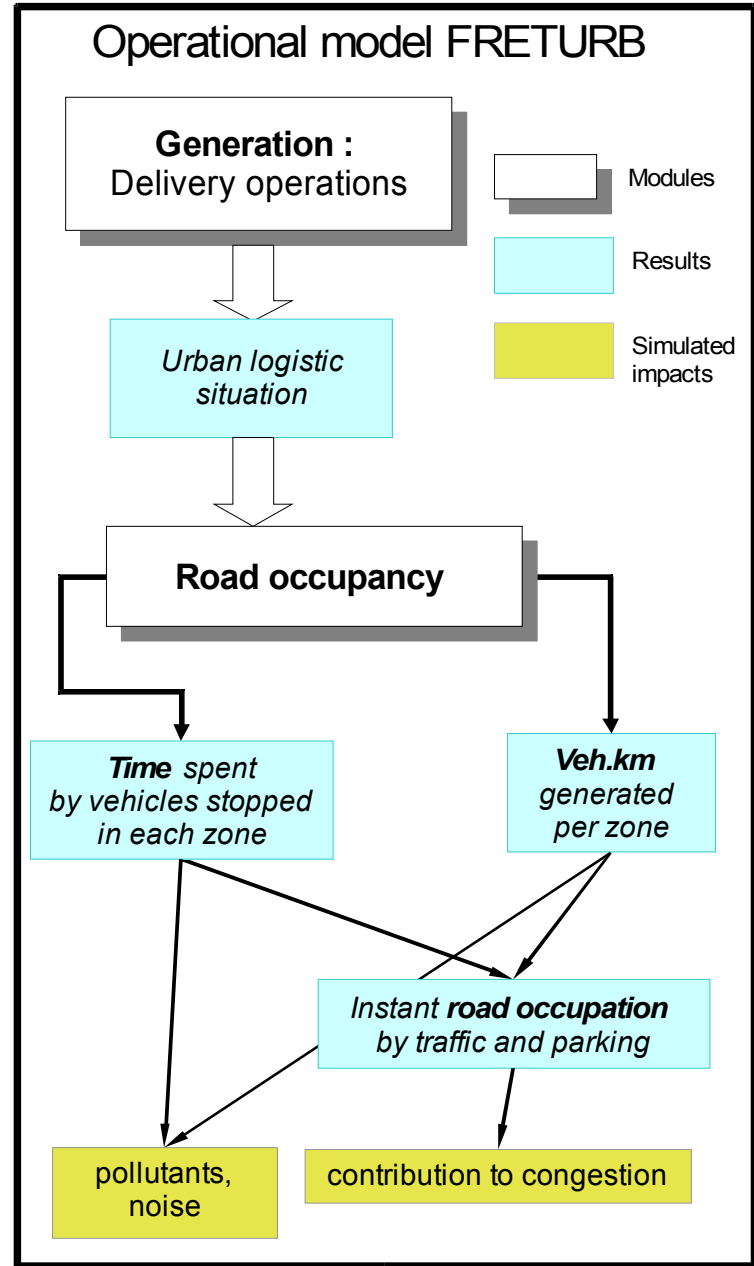 Operational model FRETURB
Generation :
Delivery operations
Modules
Results
Simulated
impacts
Urban logistic
situation
Road occupancy
Time spent
by vehicles stopped
in each zone
Veh.km
generated
per zone
Instant road occupation
by traffic and parking
pollutants,
noise
contribution to congestion